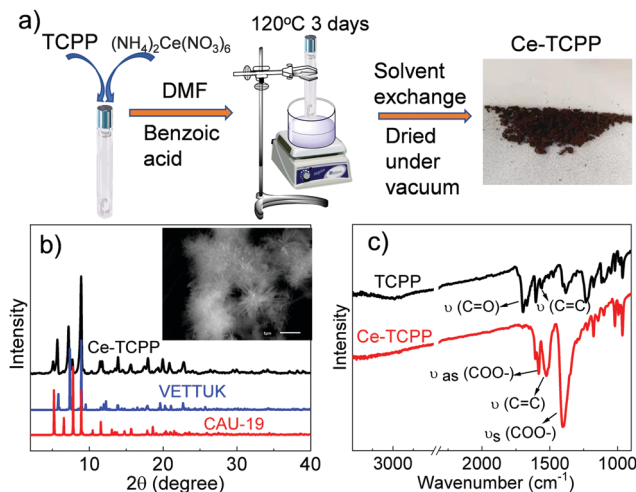 a)
TCPP
(NH₄)₂Ce(NO₃)₆
DMF
Benzoic
acid
120°C 3 days
Solvent
exchange
Dried
under
vacuum
Ce-TCPP
b)
Intensity
Ce-TCPP
VETTUK
CAU-19
10
20
30
40
2θ (degree)
c)
Intensity
TCPP
υ (C=O)
υ (C=C)
Ce-TCPP
υ as (COO-)
υ (C=C)
υs (COO-)
3000
1500
1000
Wavenumber (cm⁻¹)